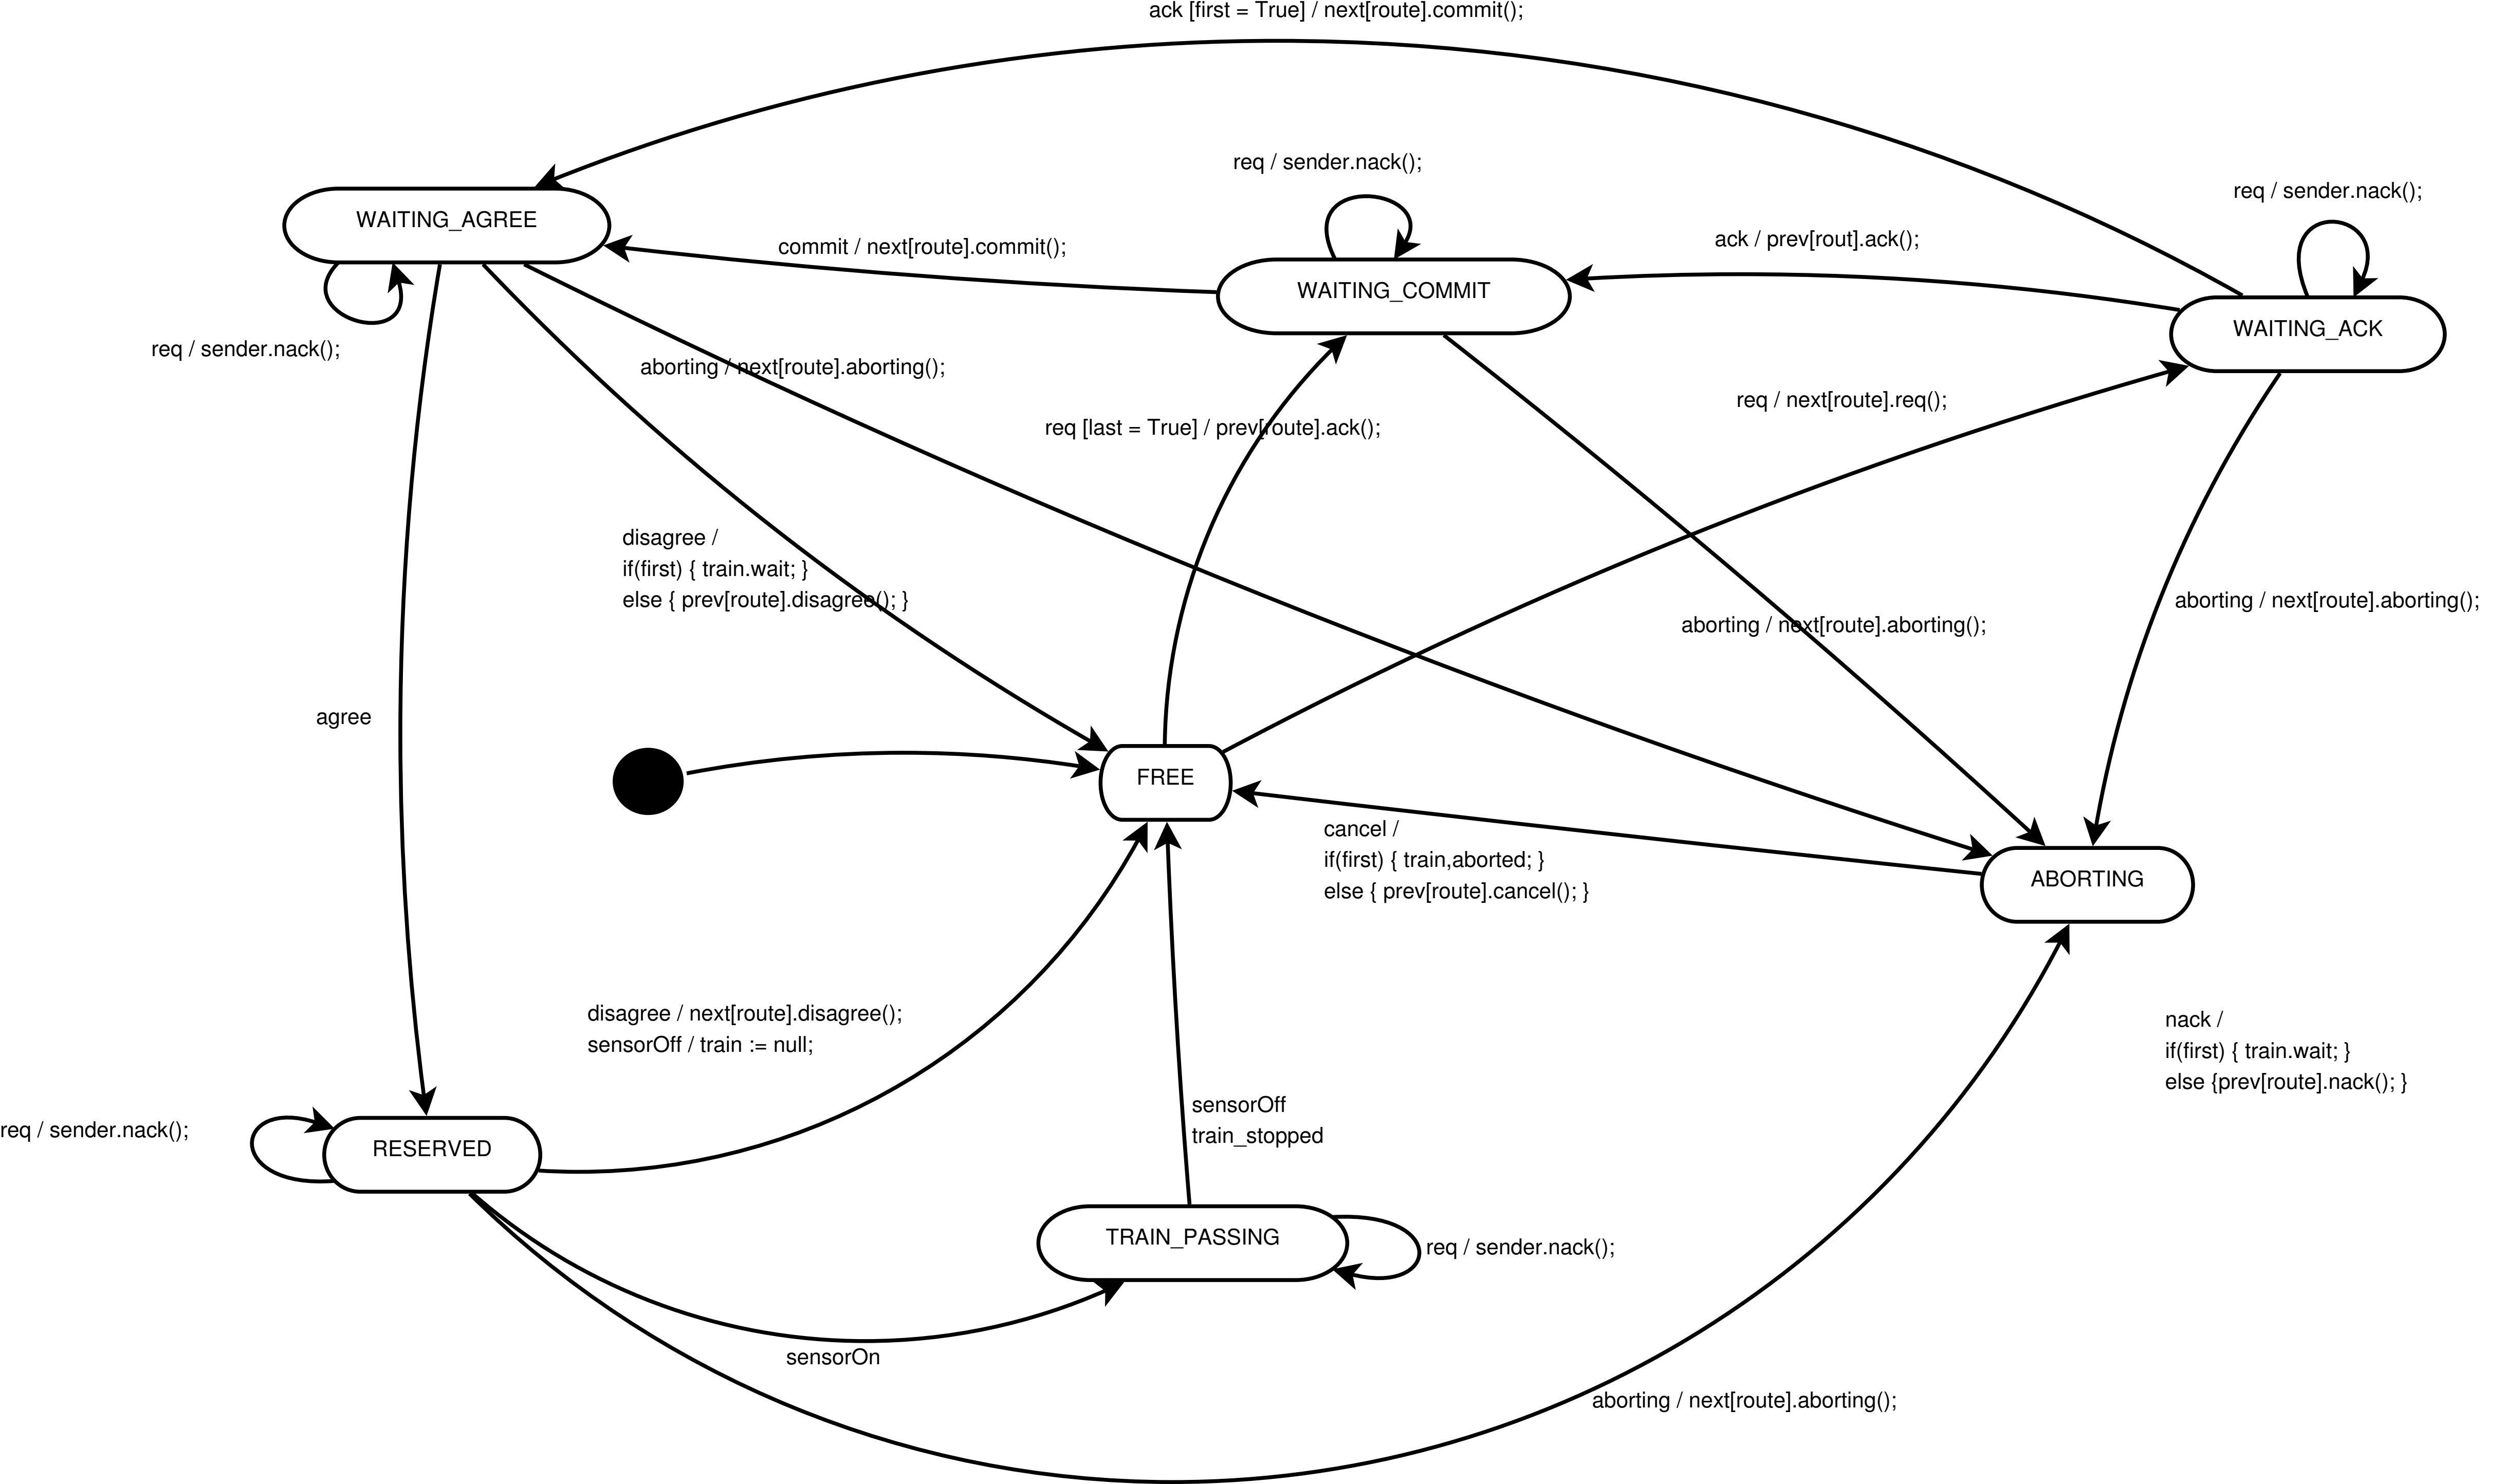 ack [first = True] / next[route].commit();
req / sender.nack();
req / sender.nack();
WAITING_AGREE
commit / next[route].commit();
ack / prev[rout].ack();
WAITING_COMMIT
WAITING_ACK
req / sender.nack();
aborting / next[route].aborting();
req / next[route].req();
req [last = True] / prev[route].ack();
disagree /
if(first) { train.wait; }
else { prev[route].disagree(); }
aborting / next[route].aborting();
aborting / next[route].aborting();
agree
FREE
cancel /
if(first) { train,aborted; }
else { prev[route].cancel(); }
ABORTING
disagree / next[route].disagree();
sensorOff / train := null;
nack /
if(first) { train.wait; }
else {prev[route].nack(); }
sensorOff
train_stopped
req / sender.nack();
RESERVED
TRAIN_PASSING
req / sender.nack();
sensorOn
aborting / next[route].aborting();